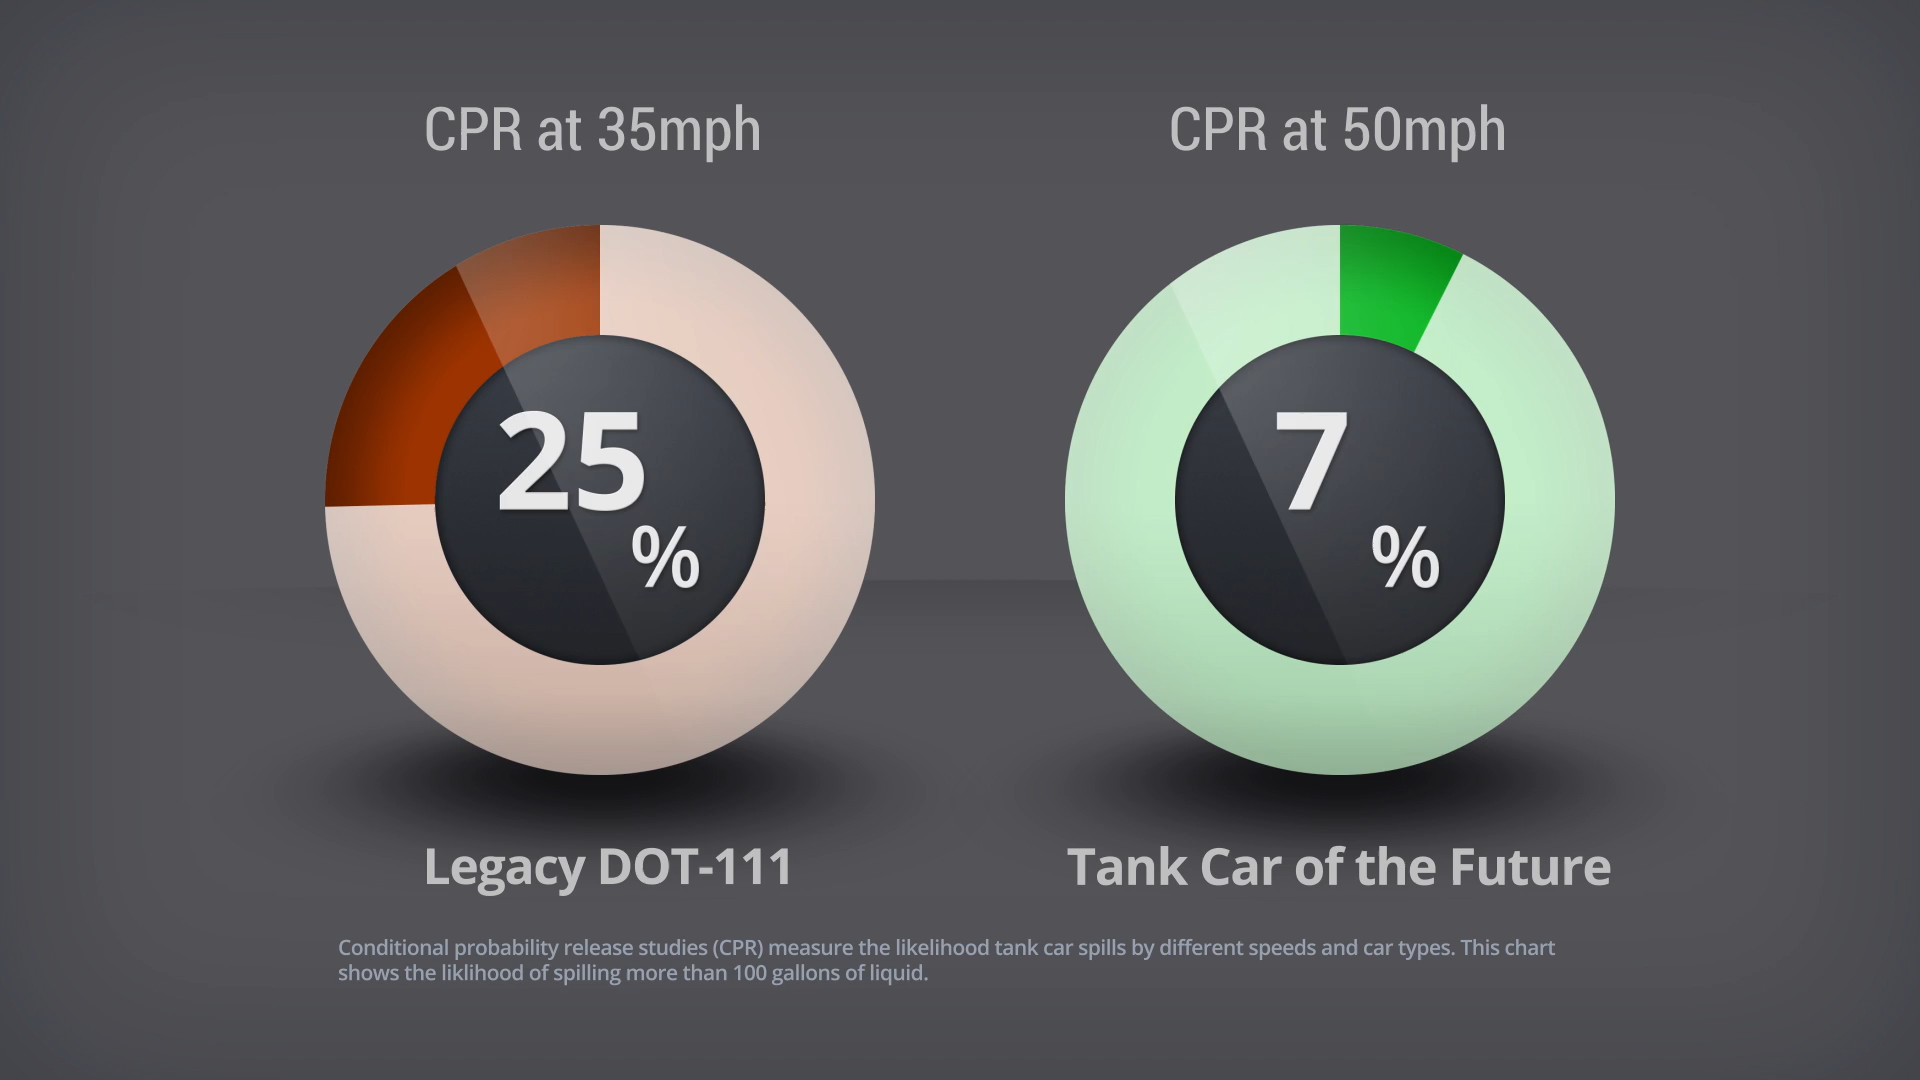 CPR at 35mph
CPR at 50mph
25
%
7
%
Legacy DOT-111
Tank Car of the Future
Conditional probability release studies (CPR) measure the likelihood tank car spills by different speeds and car types. This chart
shows the liklihood of spilling more than 100 gallons of liquid.